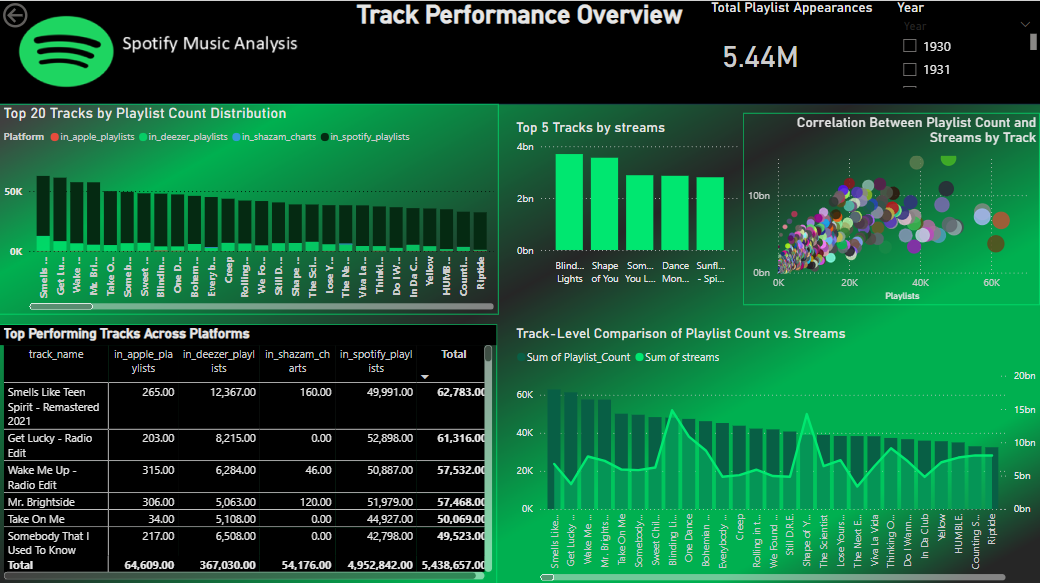 Track Performance Overview
Spotify Music Analysis
Total Playlist Appearances
5.44M
Year
Year
1930
1931
Top 20 Tracks by Playlist Count Distribution
Platform in_apple_playlists in_deezer_playlists in_shazam_charts in_spotify_playlists
50K
0K
Smells ...
Get Lu...
Wake ...
Mr. Bri...
Take O...
Someb...
Sweet ...
Blindin...
One D...
Bohem...
Everyb...
Creep
Rolling...
We Fo...
Still D...
Shape ...
The Sci...
Lose Y...
The Ne...
Viva La...
Thinki...
Do I W...
In Da C...
Yellow
HUMB...
Counti...
Riptide
Top 5 Tracks by streams
4bn
2bn
0bn
Blind... Lights
Shape of You
Som... You L...
Dance Mon...
Sunfl... - Spi...
Correlation Between Playlist Count and
Streams by Track
10bn
0bn
0K 20K 40K 60K
Playlists
Top Performing Tracks Across Platforms
track_name in_apple_pla ylists in_deezer_playl ists in_shazam_ch arts in_spotify_playl ists Total
Smells Like Teen Spirit - Remastered 2021 265.00 12,367.00 160.00 49,991.00 62,783.00
Get Lucky - Radio Edit 203.00 8,215.00 0.00 52,898.00 61,316.00
Wake Me Up - Radio Edit 315.00 6,284.00 46.00 50,887.00 57,532.00
Mr. Brightside 306.00 5,063.00 120.00 51,979.00 57,468.00
Take On Me 34.00 5,108.00 0.00 44,927.00 50,069.00
Somebody That I Used To Know 217.00 6,508.00 0.00 42,798.00 49,523.00
Total 64,609.00 367,030.00 54,176.00 4,952,842.00 5,438,657.00
Track-Level Comparison of Playlist Count vs. Streams
Sum of Playlist_Count Sum of streams
60K
40K
20K
0K
20bn
15bn
10bn
5bn
0bn
Smells Like...
Get Lucky ...
Wake Me ...
Mr. Brights...
Take On Me
Somebody...
Sweet Chil...
Blinding Li...
One Dance
Bohemian ...
Everybody ...
Creep
Rolling in t...
We Found ...
Still D.R.E.
Shape of Y...
The Scientist
Lose Yours...
The Next E...
Viva La Vida
Thinking O...
Do I Wann...
In Da Club
Yellow
HUMBLE.
Counting S...
Riptide